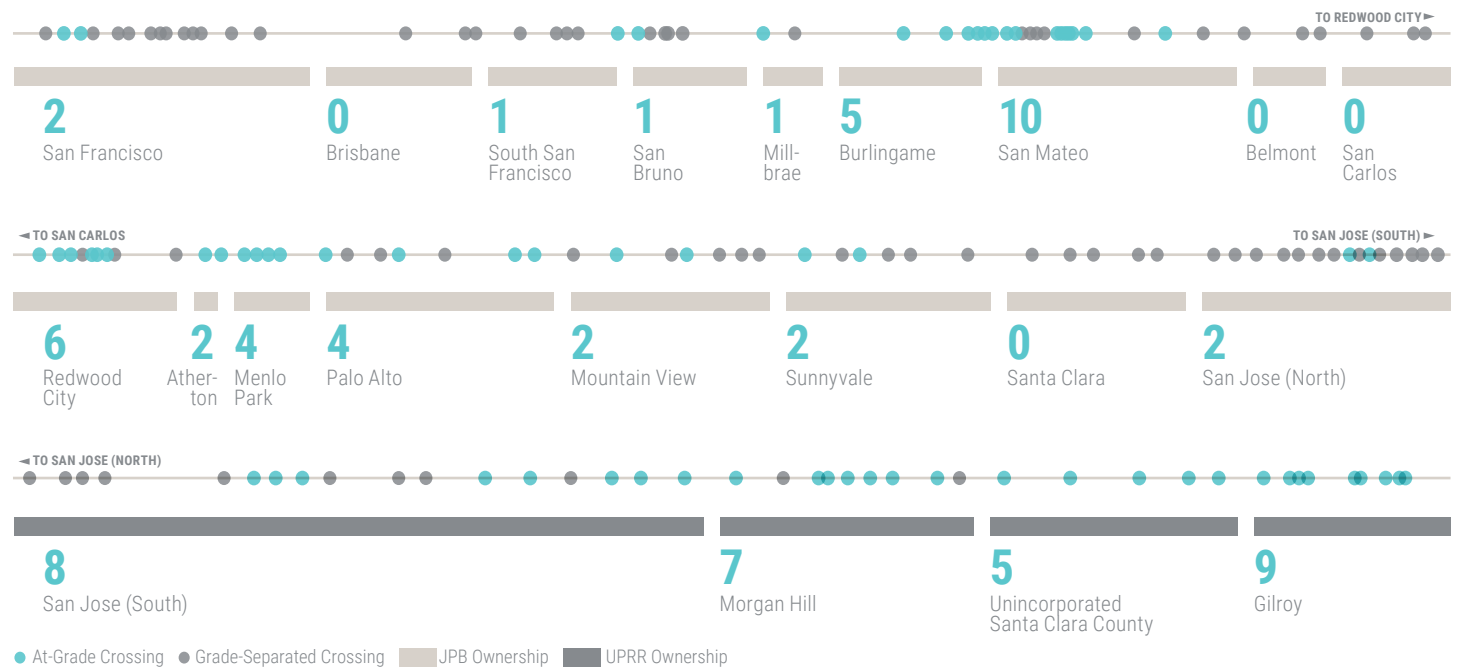 TO REDWOOD CITY ►
2
San Francisco
0
Brisbane
1
South San
Francisco
1
San
Bruno
1
Mill-
brae
5
Burlingame
10
San Mateo
0
Belmont
0
San
Carlos
◄ TO SAN CARLOS
TO SAN JOSE (SOUTH) ►
6
Redwood
City
2
Ather-
ton
4
Menlo
Park
4
Palo Alto
2
Mountain View
2
Sunnyvale
0
Santa Clara
2
San Jose (North)
◄ TO SAN JOSE (NORTH)
8
San Jose (South)
7
Morgan Hill
5
Unincorporated
Santa Clara County
9
Gilroy
At-Grade Crossing
Grade-Separated Crossing
JPB Ownership
UPRR Ownership